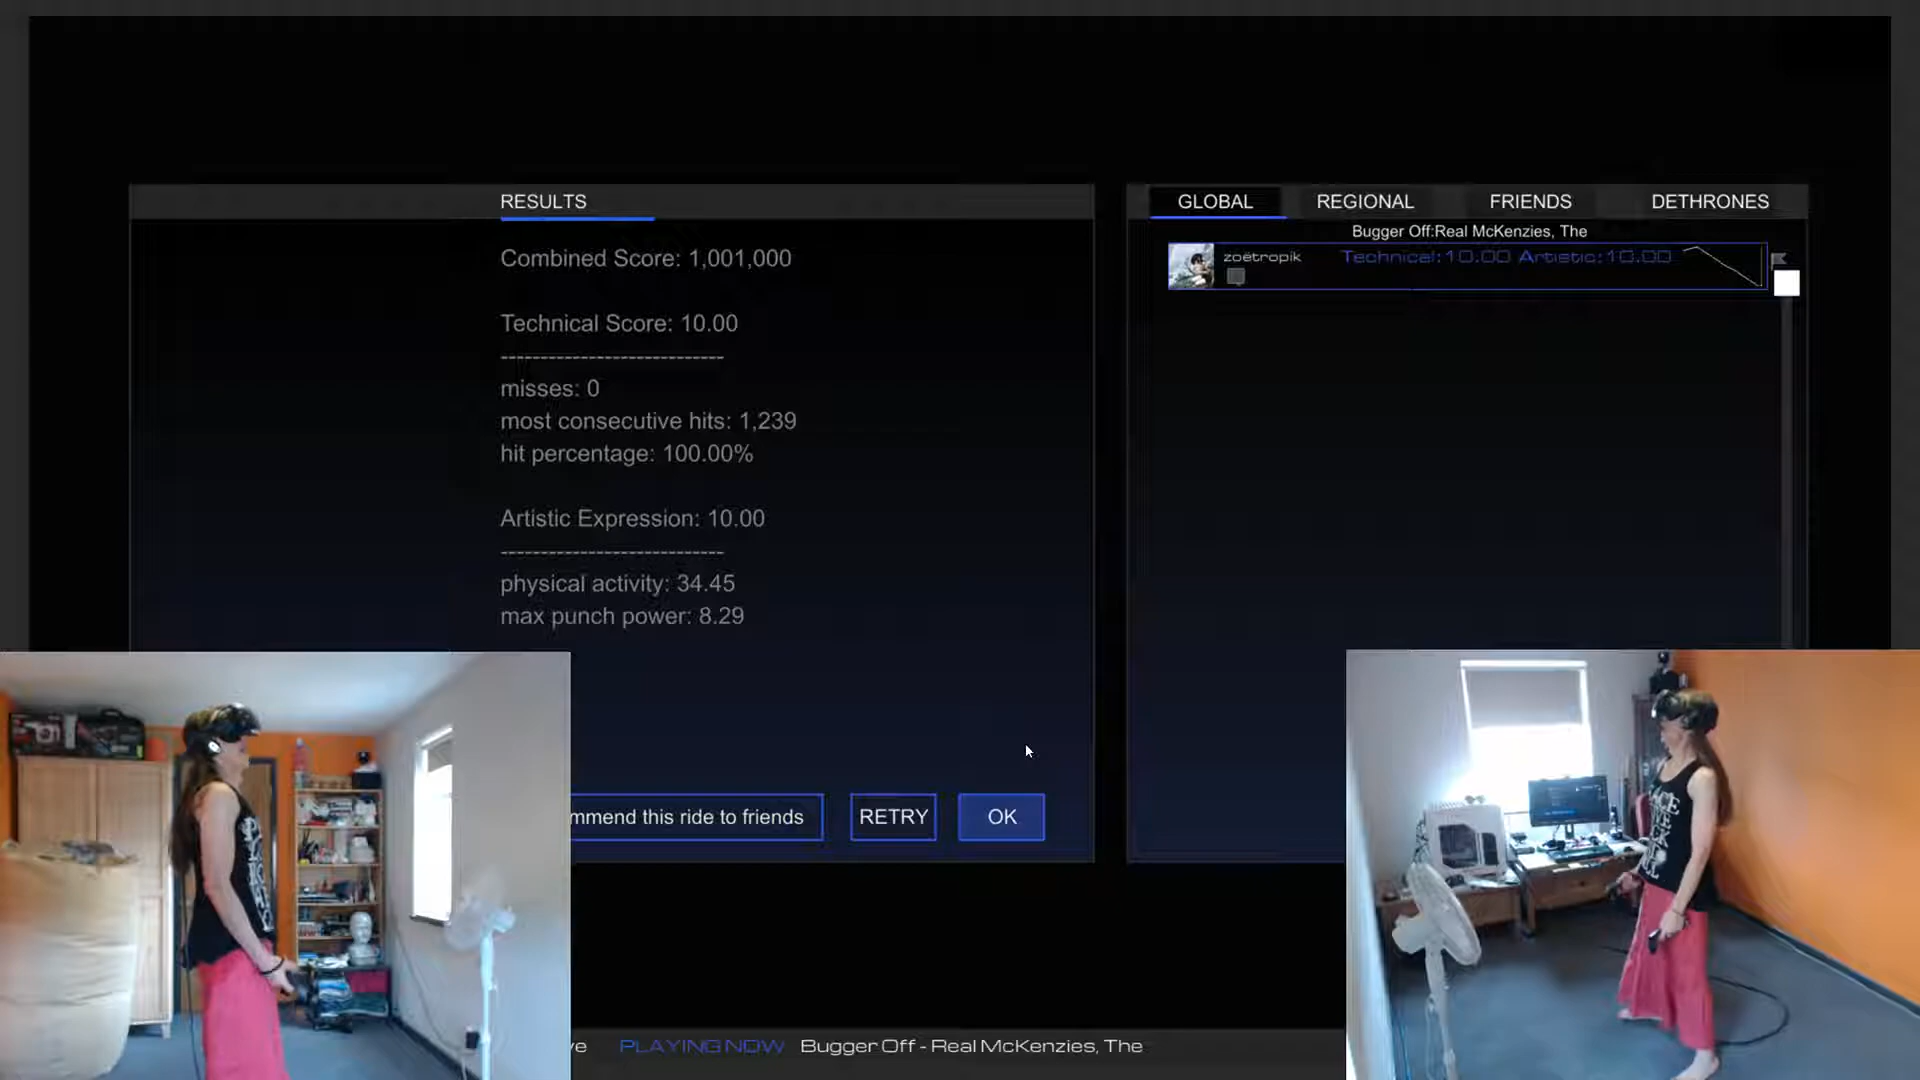 RESULTS
Combined Score: 1,001,000
Technical Score: 10.00
----------------------------
misses: 0
most consecutive hits: 1,239
hit percentage: 100.00%
Artistic Expression: 10.00
----------------------------
physical activity: 34.45
max punch power: 8.29
mmend this ride to friends
RETRY
OK
GLOBAL REGIONAL FRIENDS DETHRONES
Bugger Off:Real McKenzies, The
zoetropik Technical:10.00 Artistic:10.00
ve PLAYING NOW Bugger Off - Real McKenzies, The